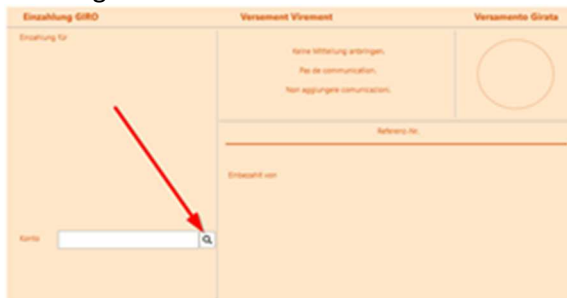 Einzahlung GIRO
Versement Virement
Versamento Girata
Einzahlung für
Keine Mitteilung anbringen.
Pas de communication.
Non aggiungete comunicazioni.
Referenz-Nr.
Einbezahlt von
Konto